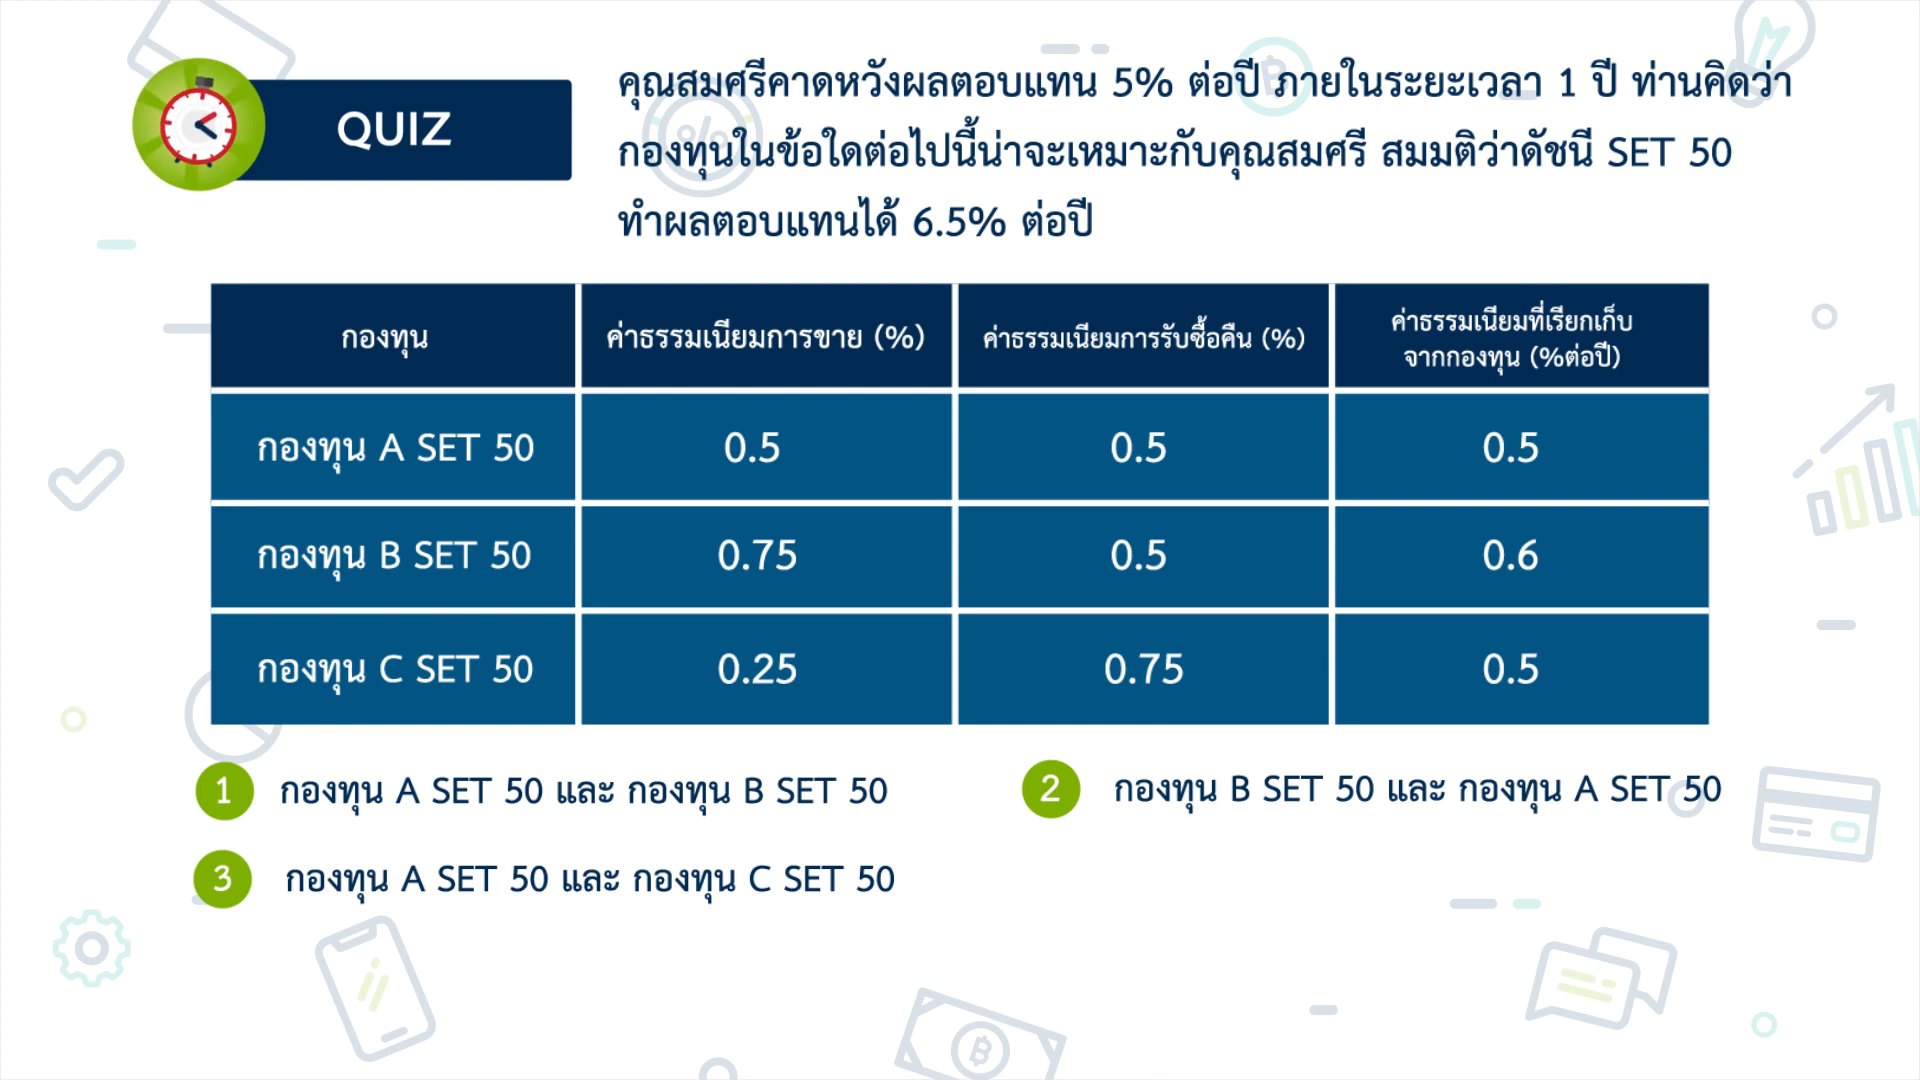 QUIZ
คุณสมศรีคาดหวังผลตอบแทน 5% ต่อปี ภายในระยะเวลา 1 ปี ท่านคิดว่า
กองทุนในข้อใดต่อไปนี้น่าจะเหมาะกับคุณสมศรี สมมติว่าดัชนี SET 50
ทำผลตอบแทนได้ 6.5% ต่อปี
กองทุน ค่าธรรมเนียมการขาย (%) ค่าธรรมเนียมการรับซื้อคืน (%) ค่าธรรมเนียมที่เรียกเก็บ
จากกองทุน (%ต่อปี)
กองทุน A SET 50 0.5 0.5 0.5
กองทุน B SET 50 0.75 0.5 0.6
กองทุน C SET 50 0.25 0.75 0.5
1 กองทุน A SET 50 และ กองทุน B SET 50
2 กองทุน B SET 50 และ กองทุน A SET 50
3 กองทุน A SET 50 และ กองทุน C SET 50